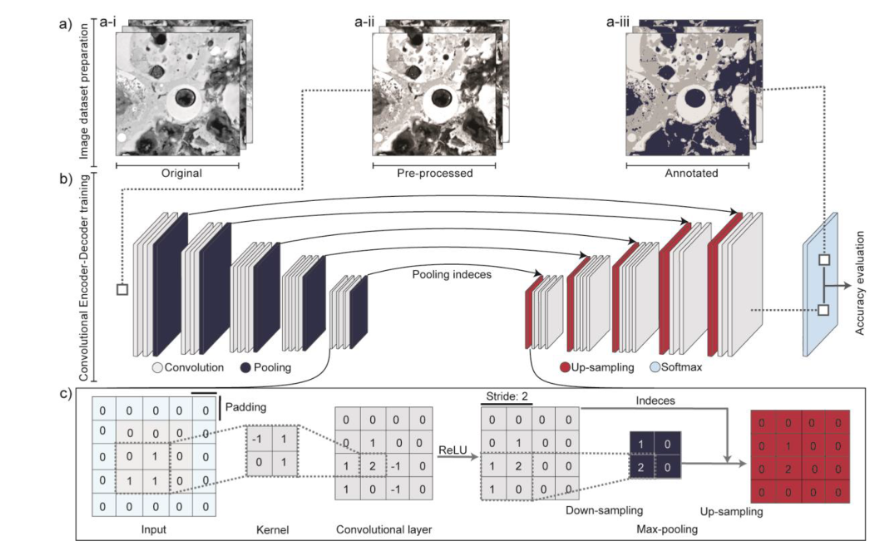 a)
Image dataset preparation
a-i
a-ii
a-iii
Original
Pre-processed
Annotated
b)
Convolutional Encoder-Decoder training
Pooling indeces
Accuracy evaluation
Convolution
Pooling
Up-sampling
Softmax
c)
0 0 0 0 0
0 0 0 0 0
0 0 1 0 0
0 1 1 0 0
0 0 0 0 0
Padding
Input
-1 1
0 1
Kernel
0 0 0 0
0 1 0 0
1 2 -1 0
1 0 -1 0
Convolutional layer
ReLU
Stride: 2
0 0 0 0
0 1 0 0
1 2 0 0
1 0 0 0
Indeces
1 0
2 0
Down-sampling
Max-pooling
0 0 0 0
0 1 0 0
0 2 0 0
0 0 0 0
Up-sampling